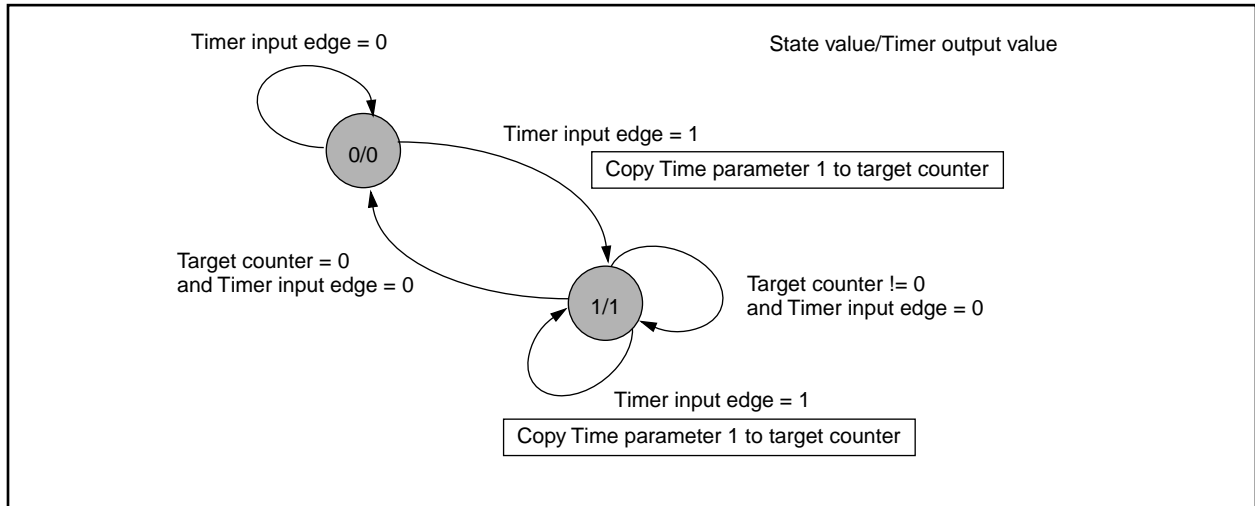 Timer input edge = 0
State value/Timer output value
Timer input edge = 1
0/0
Copy Time parameter 1 to target counter
Target counter = 0
and Timer input edge = 0
Target counter != 0
and Timer input edge = 0
1/1
Timer input edge = 1
Copy Time parameter 1 to target counter